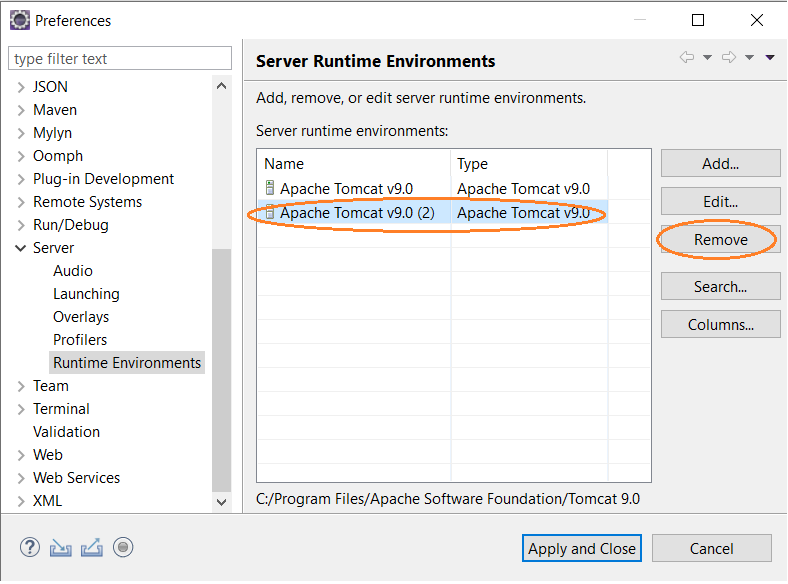 Preferences
type filter text
JSON
Maven
Mylyn
Oomph
Plug-in Development
Remote Systems
Run/Debug
Server
Audio
Launching
Overlays
Profilers
Runtime Environments
Team
Terminal
Validation
Web
Web Services
XML
Server Runtime Environments
Add, remove, or edit server runtime environments.
Server runtime environments:
Name Type
Apache Tomcat v9.0 Apache Tomcat v9.0
Apache Tomcat v9.0 (2) Apache Tomcat v9.0
Add...
Edit...
Remove
Search...
Columns...
C:/Program Files/Apache Software Foundation/Tomcat 9.0
?
Apply and Close Cancel